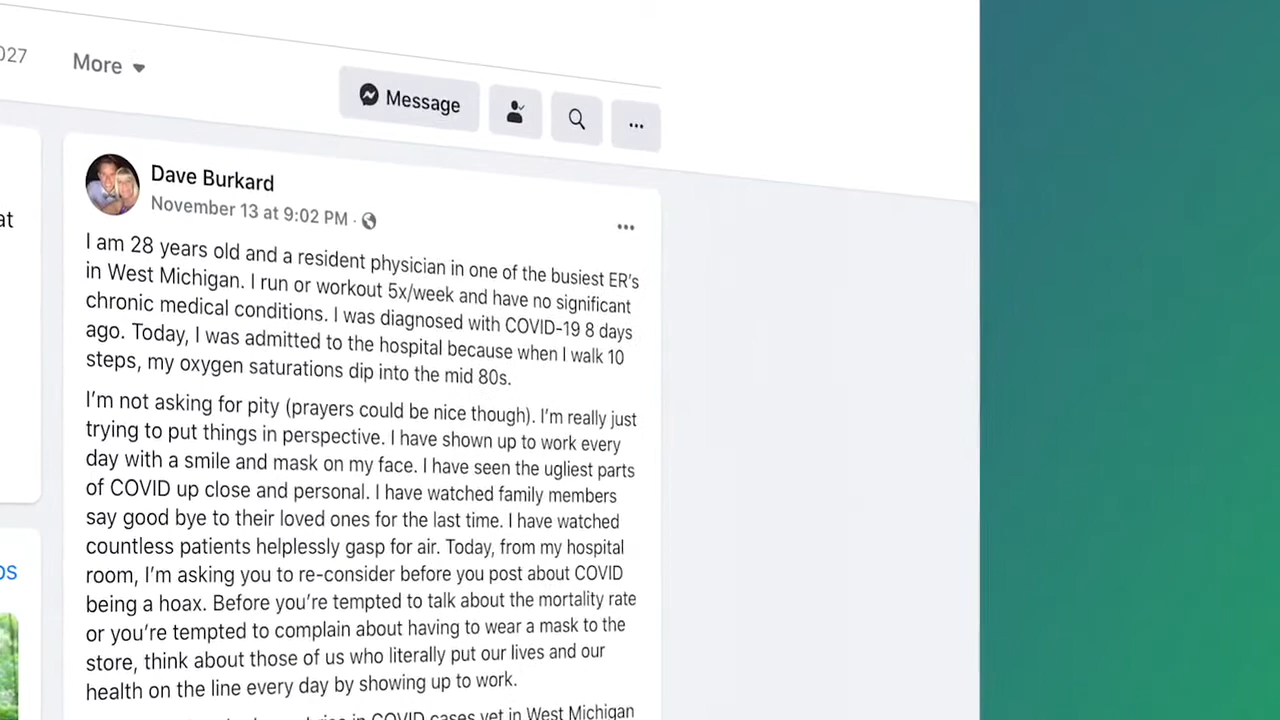 027
More
Message
Dave Burkard
November 13 at 9:02 PM ·
at
I am 28 years old and a resident physician in one of the busiest ER's
in West Michigan. I run or workout 5x/week and have no significant
chronic medical conditions. I was diagnosed with COVID-19 8 days
ago. Today, I was admitted to the hospital because when I walk 10
steps, my oxygen saturations dip into the mid 80s.
I'm not asking for pity (prayers could be nice though). I'm really just
trying to put things in perspective. I have shown up to work every
day with a smile and mask on my face. I have seen the ugliest parts
of COVID up close and personal. I have watched family members
say good bye to their loved ones for the last time. I have watched
countless patients helplessly gasp for air. Today, from my hospital
room, I'm asking you to re-consider before you post about COVID
being a hoax. Before you're tempted to talk about the mortality rate
or you're tempted to complain about having to wear a mask to the
store, think about those of us who literally put our lives and our
health on the line every day by showing up to work.
in COVID cases yet in West Michigan